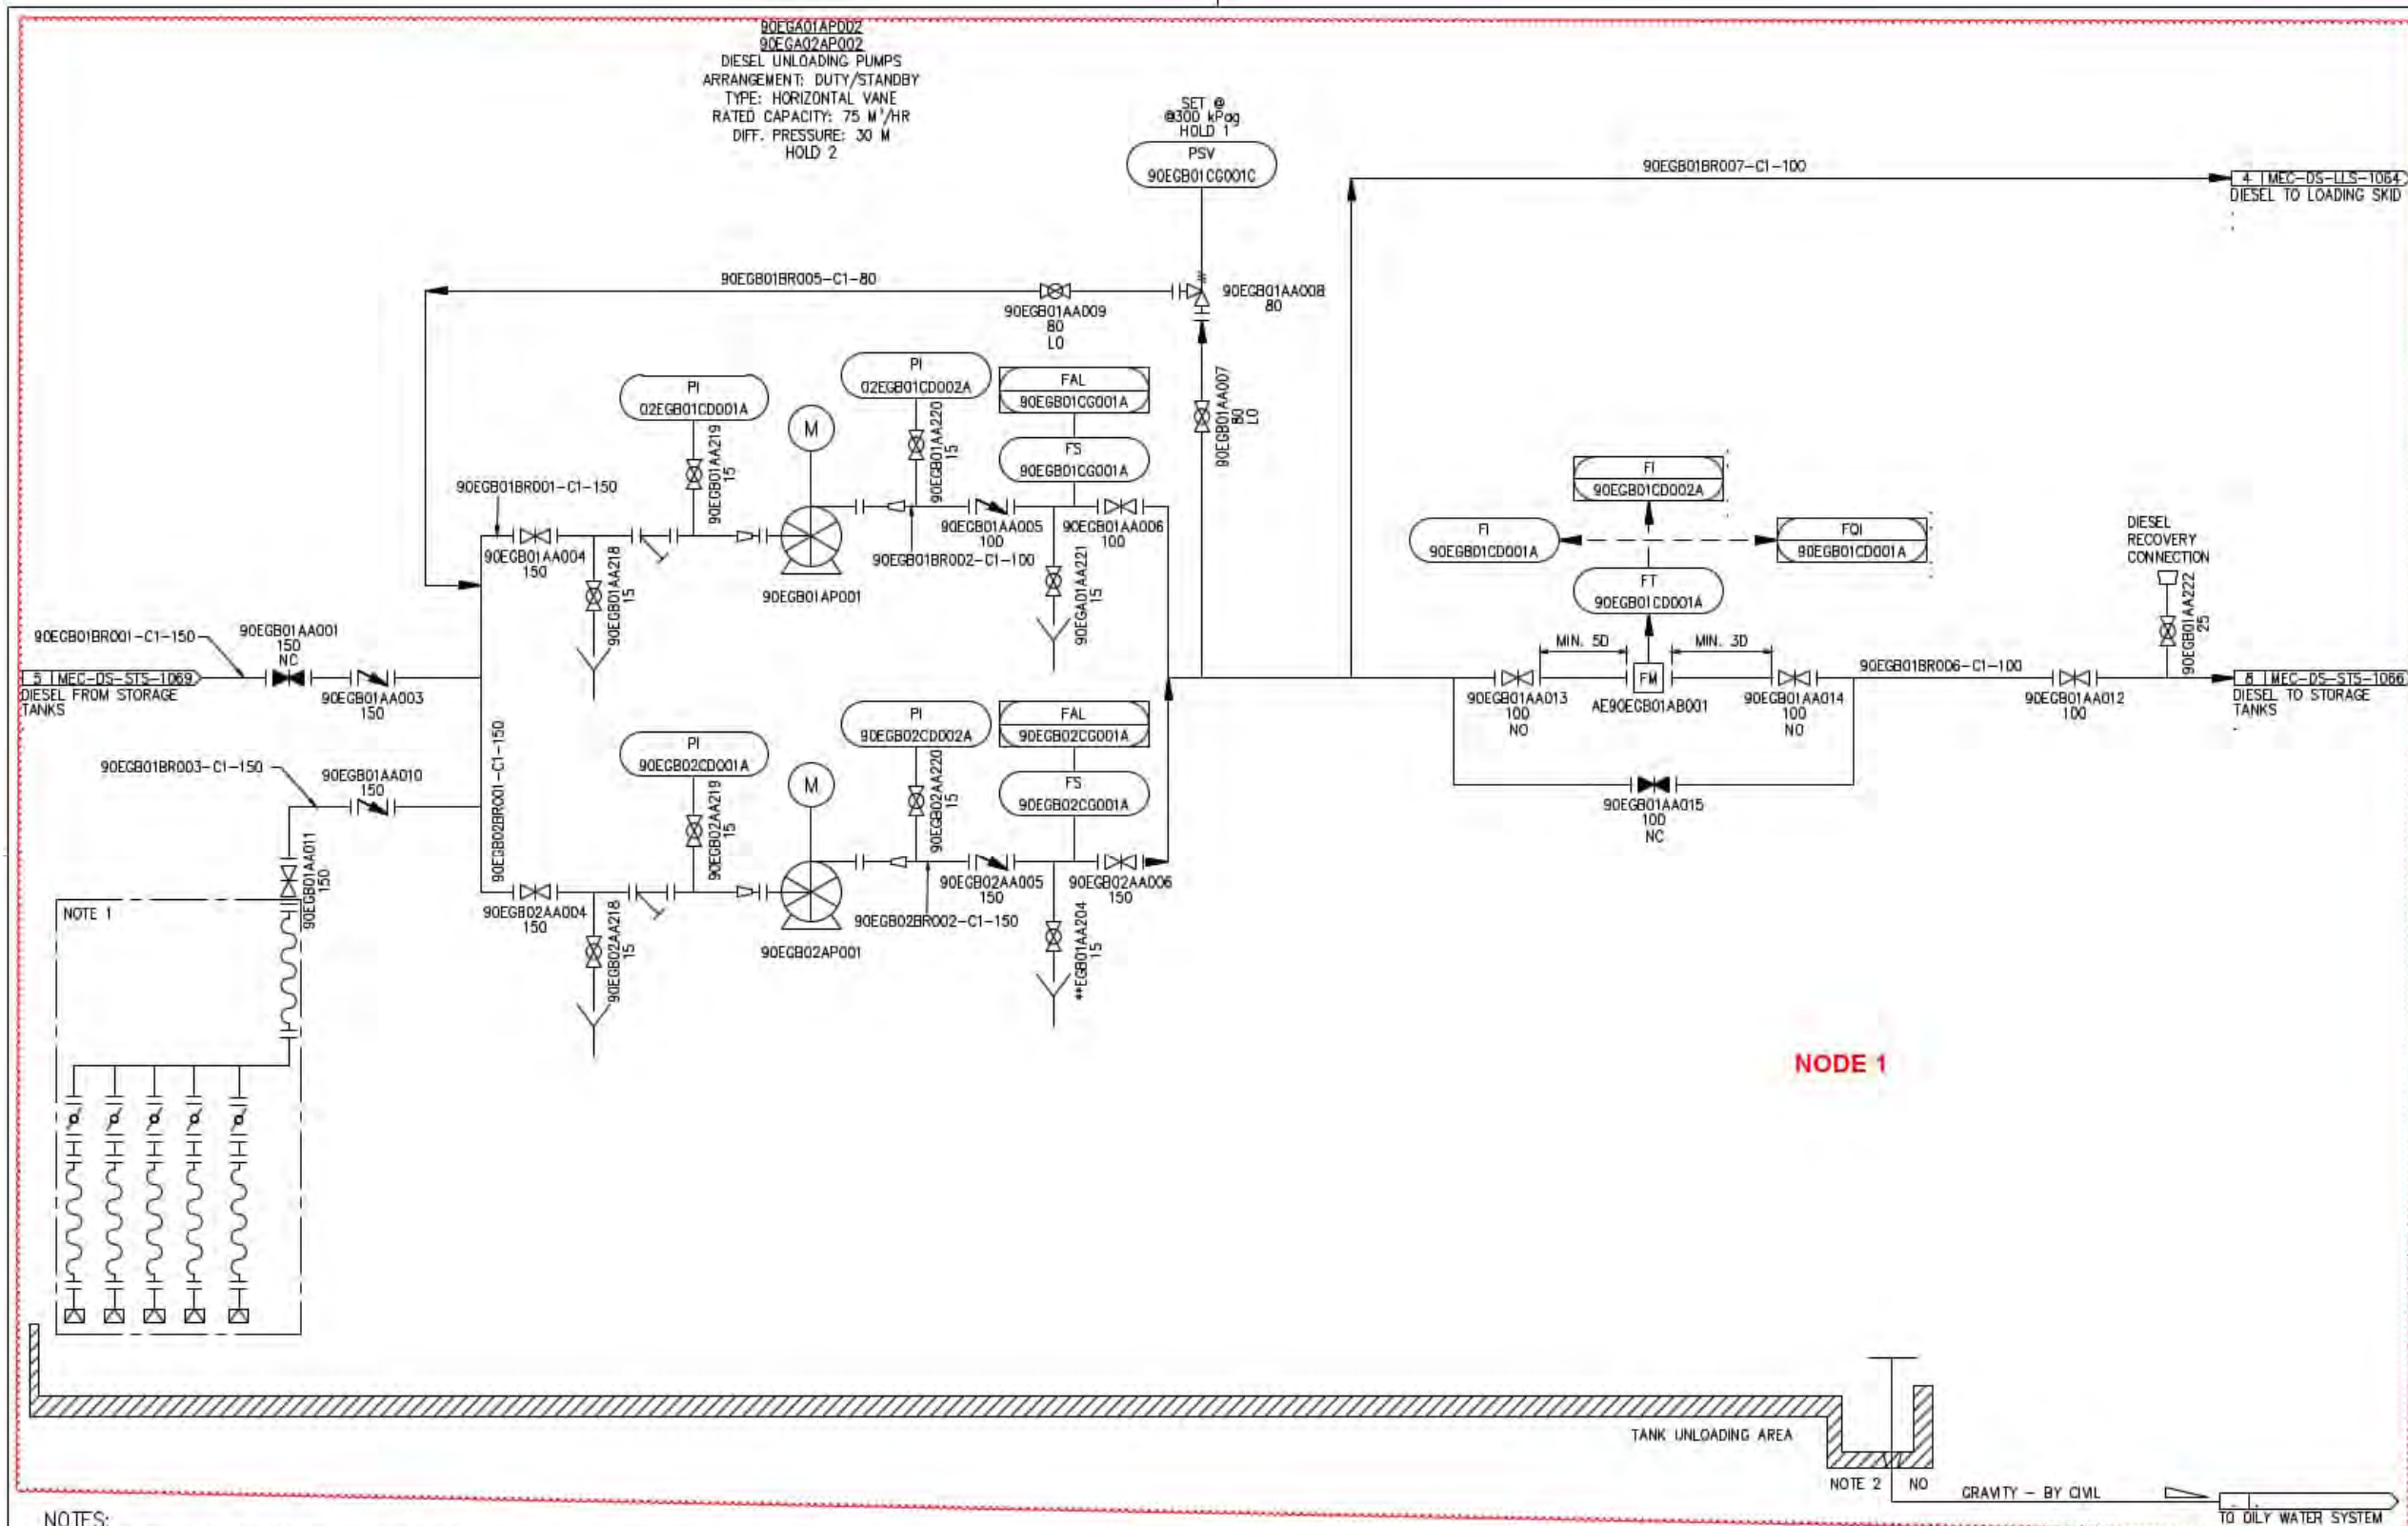 90EGA01AP002
90EGA02AP002
DIESEL UNLOADING PUMPS
ARRANGEMENT: DUTY/STANDBY
TYPE: HORIZONTAL VANE
RATED CAPACITY: 75 M³/HR
DIFF. PRESSURE: 30 M
HOLD 2
SET @
@300 kPag
HOLD 1
PSV
90EGB01CG001C
90EGB01BR007-C1-100
4 MEC-DS-LLS-1064
DIESEL TO LOADING SKID
90EGB01BR005-C1-80
90EGB01AA009
80
LO
90EGB01AA008
80
90EGB01AA007
80
LO
PI
02EGB01CD001A
90EGB01AA219
15
M
PI
02EGB01CD002A
90EGB01AA220
15
FAL
90EGB01CG001A
FS
90EGB01CG001A
90EGB01BR001-C1-150
90EGB01AA004
150
90EGB01AA218
15
90EGB01AP001
90EGB01AA005
100
90EGB01BR002-C1-100
90EGB01AA006
100
90EGA01AA221
15
FI
90EGB01CD002A
FI
90EGB01CD001A
FQI
90EGB01CD001A
FT
90EGB01CD001A
DIESEL
RECOVERY
CONNECTION
90EGB01AA222
25
90EGB01BR001-C1-150
90EGB01AA001
150
NC
5 MEC-DS-STS-1069
DIESEL FROM STORAGE
TANKS
90EGB01AA003
150
MIN. 5D
MIN. 3D
FM
AE90EGB01AB001
90EGB01AA013
100
NO
90EGB01AA014
100
NO
90EGB01BR006-C1-100
90EGB01AA012
100
8 MEC-DS-STS-1066
DIESEL TO STORAGE
TANKS
90EGB01AA015
100
NC
90EGB01BR003-C1-150
90EGB01AA010
150
90EGB02BR001-C1-150
90EGB01AA011
150
NOTE 1
PI
90EGB02CD001A
90EGB02AA219
15
M
PI
90EGB02CD002A
90EGB02AA220
15
FAL
90EGB02CG001A
FS
90EGB02CG001A
90EGB02AA004
150
90EGB02AA218
15
90EGB02AP001
90EGB02AA005
150
90EGB02BR002-C1-150
90EGB02AA006
150
**EGB01AA204
15
NODE 1
TANK UNLOADING AREA
NOTE 2
NO
GRAVITY - BY CIVIL
TO OILY WATER SYSTEM
NOTES: